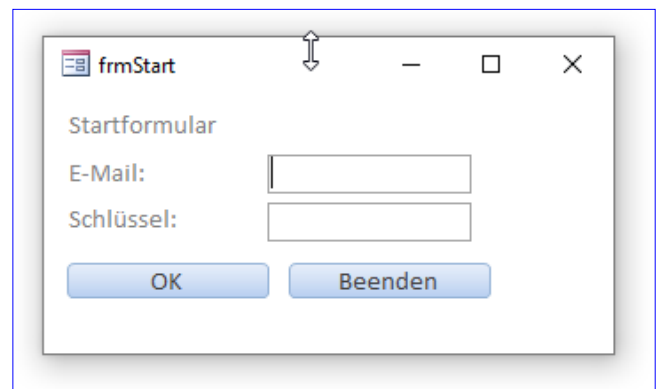 frmStart
Startformular
E-Mail:
Schlüssel:
OK Beenden